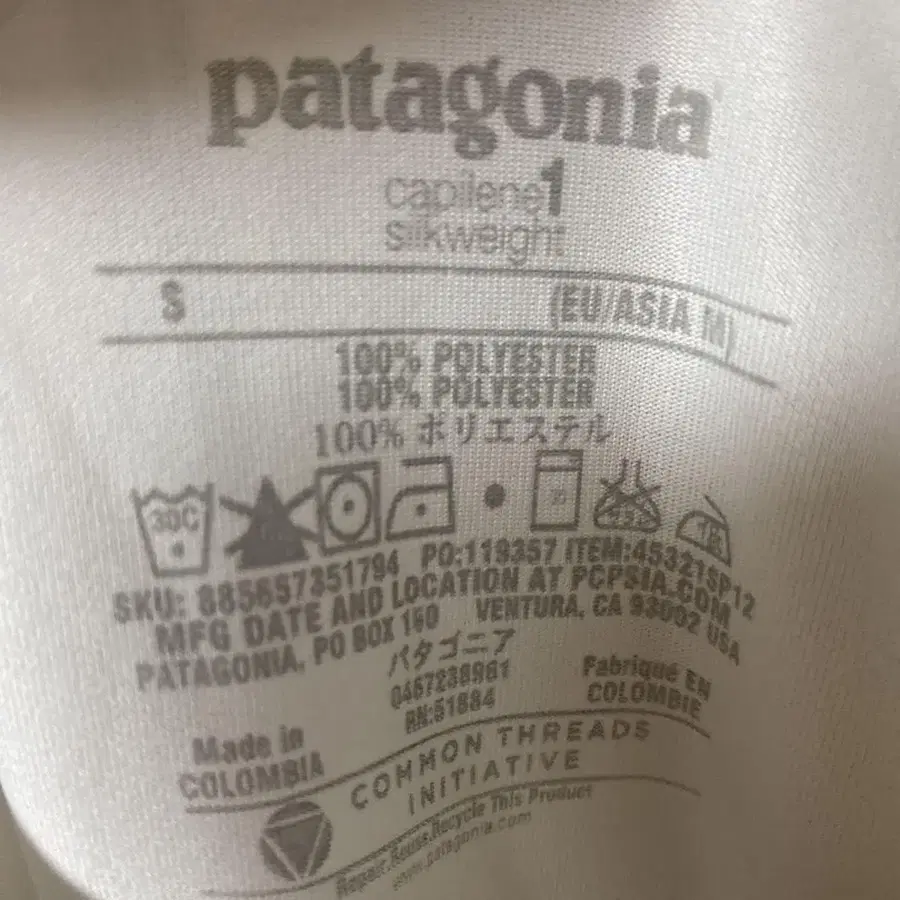 patagonia
capilene1
silkweight
S (EU/ASIA M)
100% POLYESTER
100% POLYESTER
100% ポリエステル
30C
SKU: 885657351794 PO:119357 ITEM:45321SP12
MFG DATE AND LOCATION AT PCPSIA.COM
PATAGONIA, PO BOX 150 VENTURA, CA 93002 USA
パタゴニア
0467238981
RN:51884
Made in
COLOMBIA
Fabriqué EN
COLOMBIE
COMMON THREADS
INITIATIVE
Repair.Reuse.Recycle This Product
www.patagonia.com